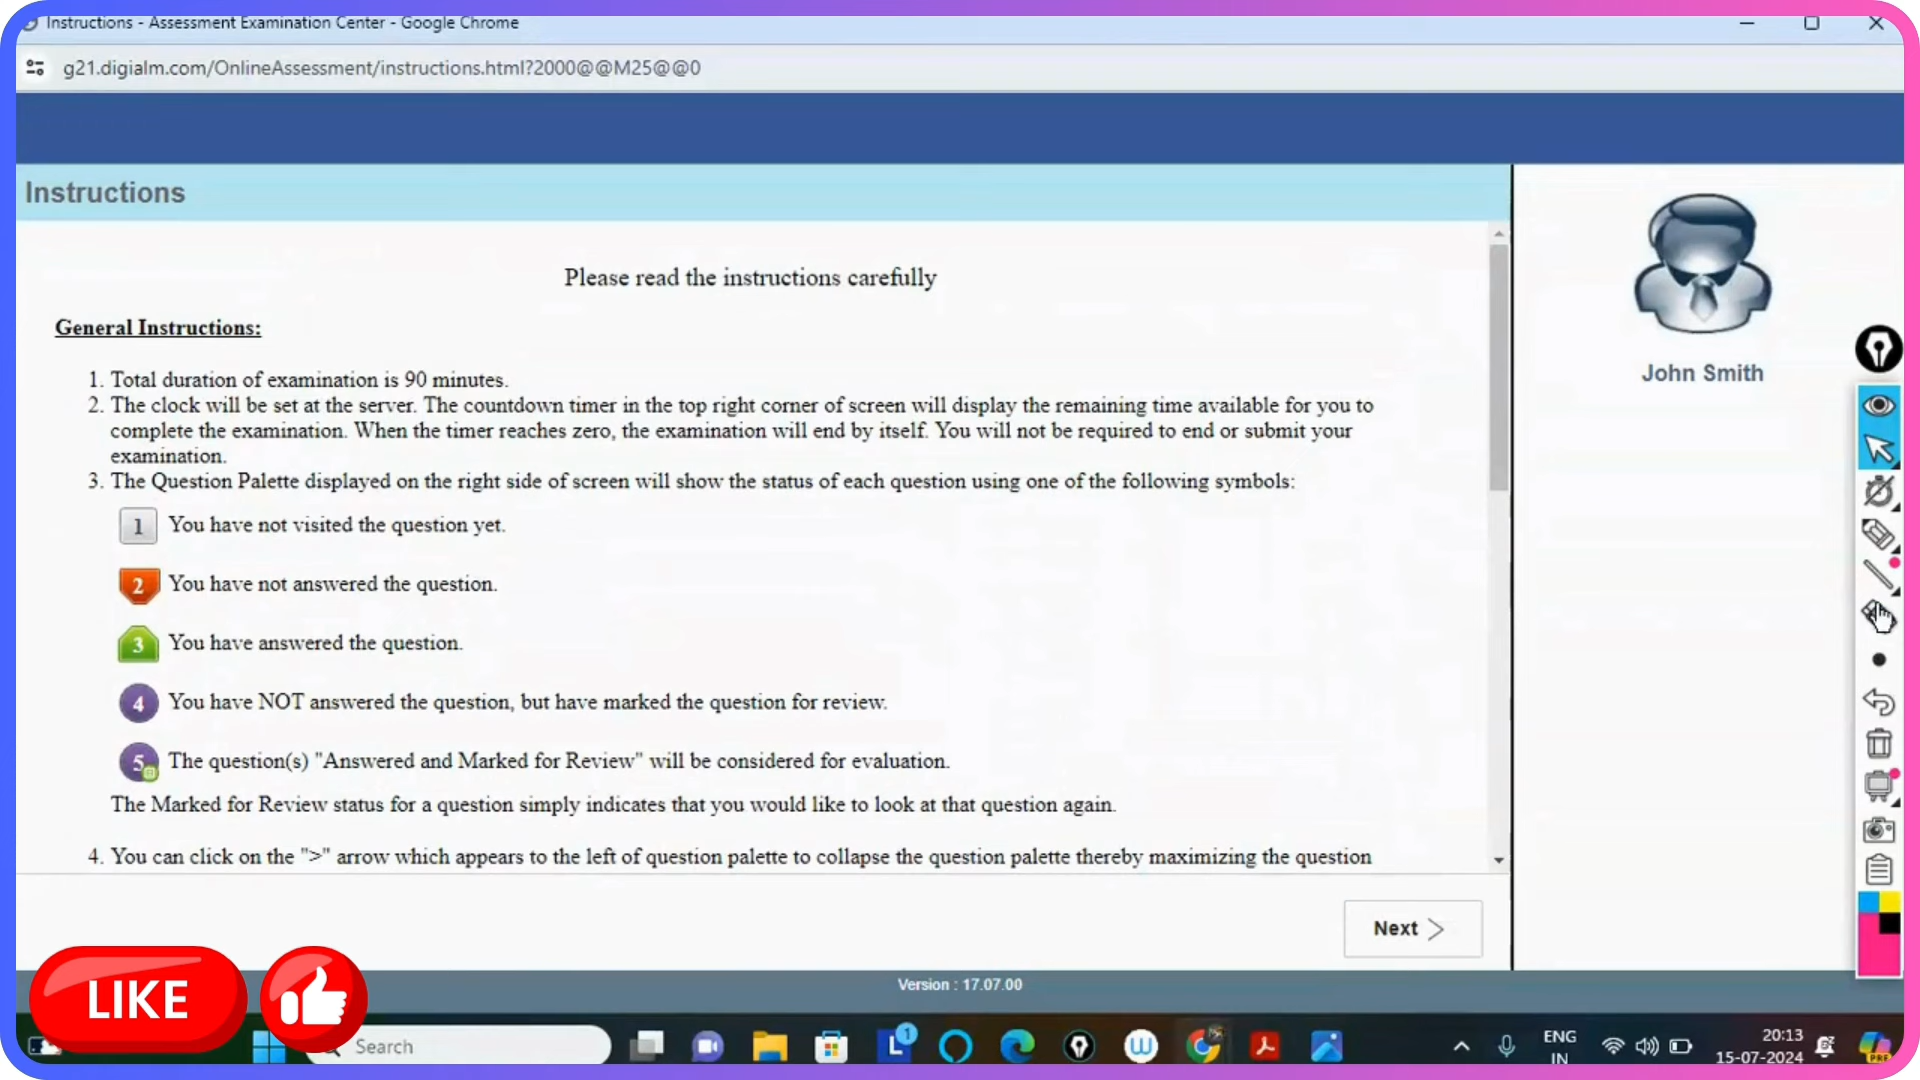 Instructions - Assessment Examination Center - Google Chrome
g21.digialm.com/OnlineAssessment/instructions.html?2000@@M25@@0
Instructions
Please read the instructions carefully
General Instructions:
1. Total duration of examination is 90 minutes.
2. The clock will be set at the server. The countdown timer in the top right corner of screen will display the remaining time available for you to
complete the examination. When the timer reaches zero, the examination will end by itself. You will not be required to end or submit your
examination.
3. The Question Palette displayed on the right side of screen will show the status of each question using one of the following symbols:
1 You have not visited the question yet.
2 You have not answered the question.
3 You have answered the question.
4 You have NOT answered the question, but have marked the question for review.
5 The question(s) "Answered and Marked for Review" will be considered for evaluation.
The Marked for Review status for a question simply indicates that you would like to look at that question again.
4. You can click on the ">" arrow which appears to the left of question palette to collapse the question palette thereby maximizing the question
John Smith
Next >
Version : 17.07.00
LIKE
Search
L 1
W
ENG
IN
20:13
15-07-2024
PRE